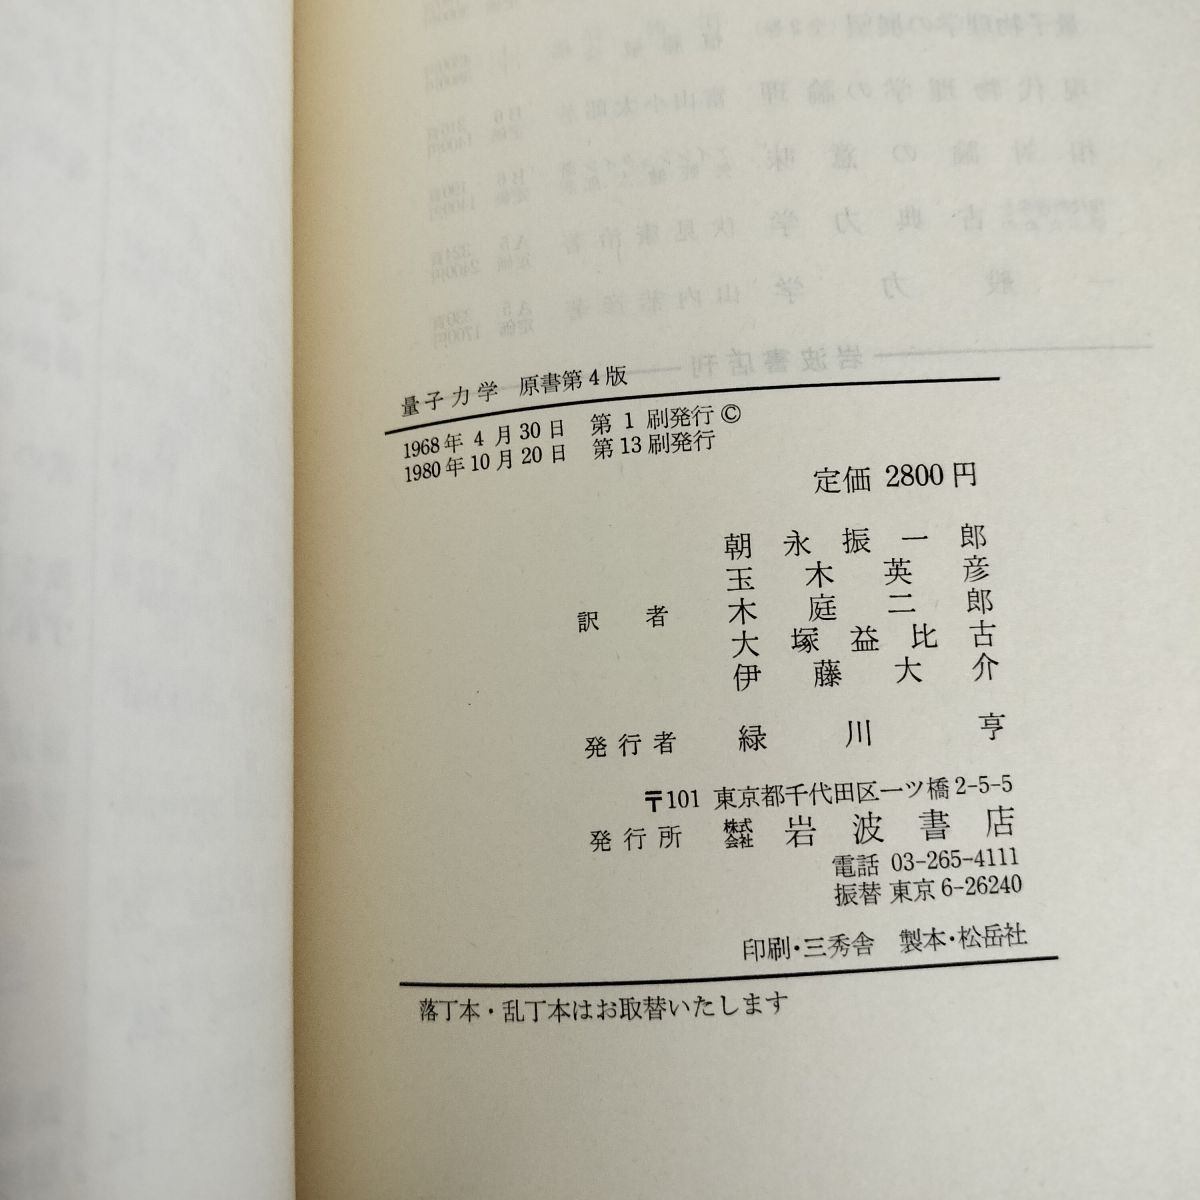 量子力学 原書第4版
1968年 4月30日 第1刷発行©
1980年10月20日 第13刷発行
定価 2800円
朝永振一郎
玉木英彦
訳者 木庭二郎
大塚益比古
伊藤大介
発行者 緑川亨
〒101 東京都千代田区一ツ橋2-5-5
発行所 株式会社 岩波書店
電話 03-265-4111
振替 東京6-26240
印刷・三秀舎 製本・松岳社
落丁本・乱丁本はお取替いたします